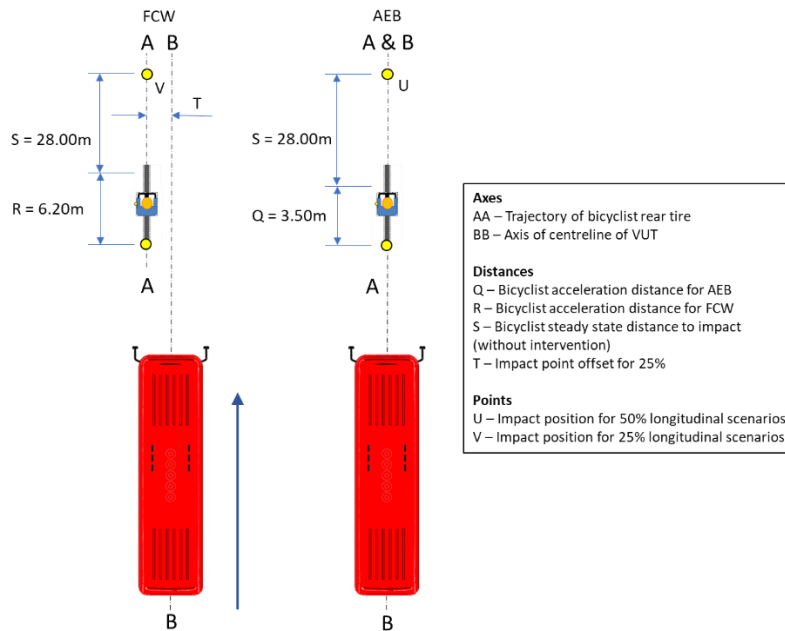 FCW
A B
V
T
S = 28.00m
R = 6.20m
A
B
AEB
A & B
U
S = 28.00m
Q = 3.50m
A
B
Axes
AA – Trajectory of bicyclist rear tire
BB – Axis of centreline of VUT
Distances
Q – Bicyclist acceleration distance for AEB
R – Bicyclist acceleration distance for FCW
S – Bicyclist steady state distance to impact
(without intervention)
T – Impact point offset for 25%
Points
U – Impact position for 50% longitudinal scenarios
V – Impact position for 25% longitudinal scenarios